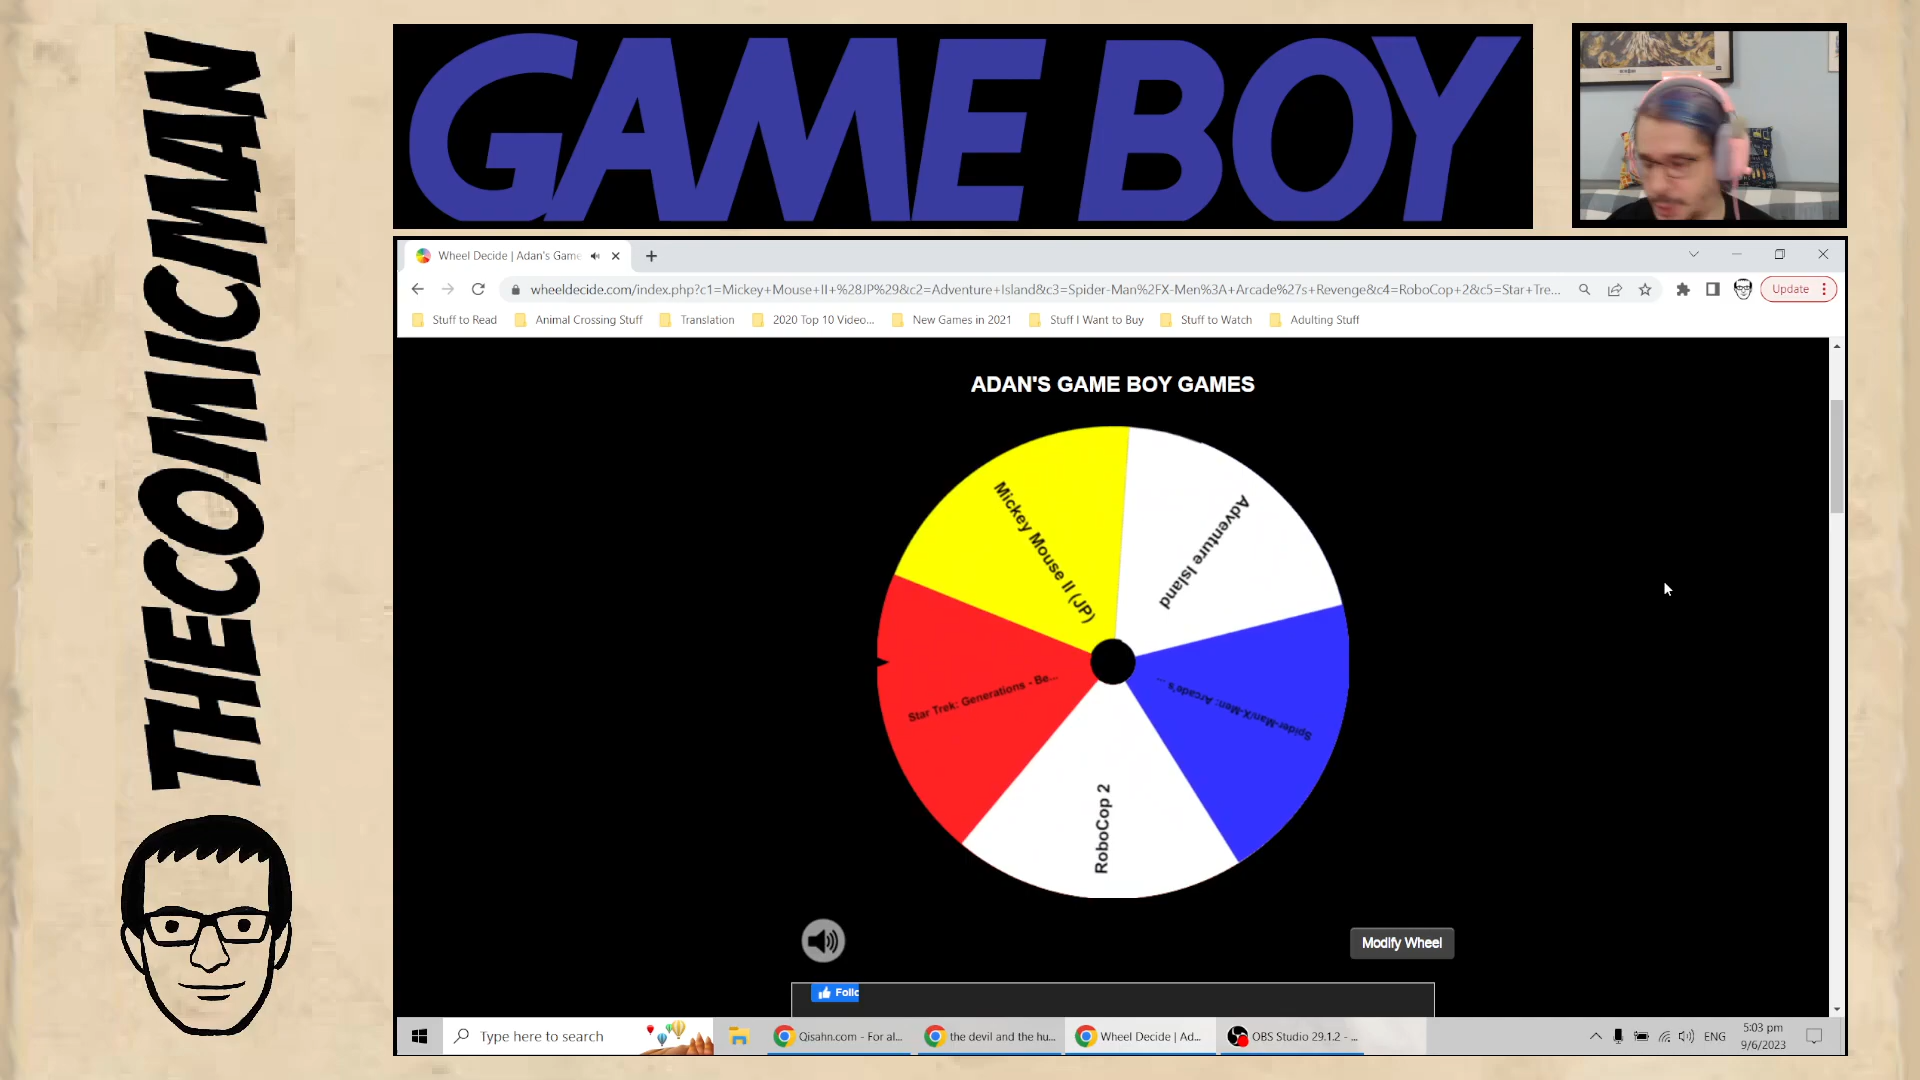 THECOMICMAN
GAME BOY
Wheel Decide | Adan's Game
wheeldecide.com/index.php?c1=Mickey+Mouse+II+%28JP%29&c2=Adventure+Island&c3=Spider-Man%2FX-Men%3A+Arcade%27s+Revenge&c4=RoboCop+2&c5=Star+Tre...
Update
Stuff to Read
Animal Crossing Stuff
Translation
2020 Top 10 Video...
New Games in 2021
Stuff I Want to Buy
Stuff to Watch
Adulting Stuff
ADAN'S GAME BOY GAMES
Mickey Mouse II (JP)
Adventure Island
Star Trek: Generations - Be...
Spider-Man/X-Men: Arcade's ...
RoboCop 2
Modify Wheel
Follo
Type here to search
Qisahn.com - For al...
the devil and the hu...
Wheel Decide | Ad...
OBS Studio 29.1.2 - ...
ENG
5:03 pm
9/6/2023